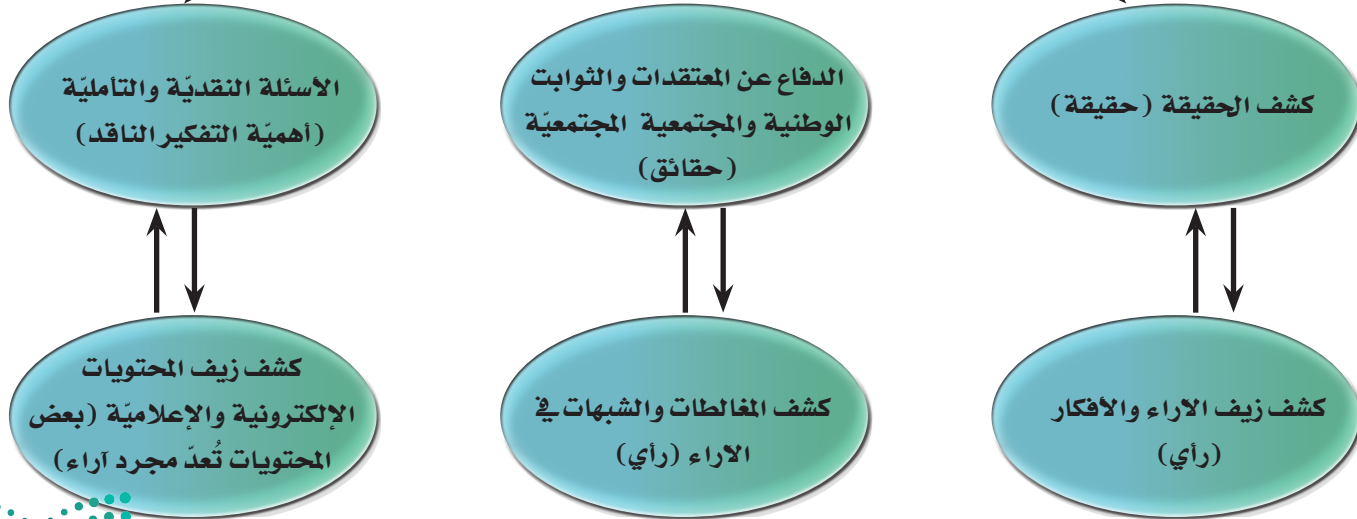 كشف الحقيقة (حقيقة)
الدفاع عن المعتقدات والثوابت
الوطنية والمجتمعية المجتمعيّة
(حقائق)
الأسئلة النقديّة والتأمليّة
(أهميّة التفكير الناقد)
كشف زيف الآراء والأفكار
(رأي)
كشف المغالطات والشبهات في
الآراء (رأي)
كشف زيف المحتويات
الإلكترونية والإعلاميّة (بعض
المحتويات تُعدّ مجرد آراء)